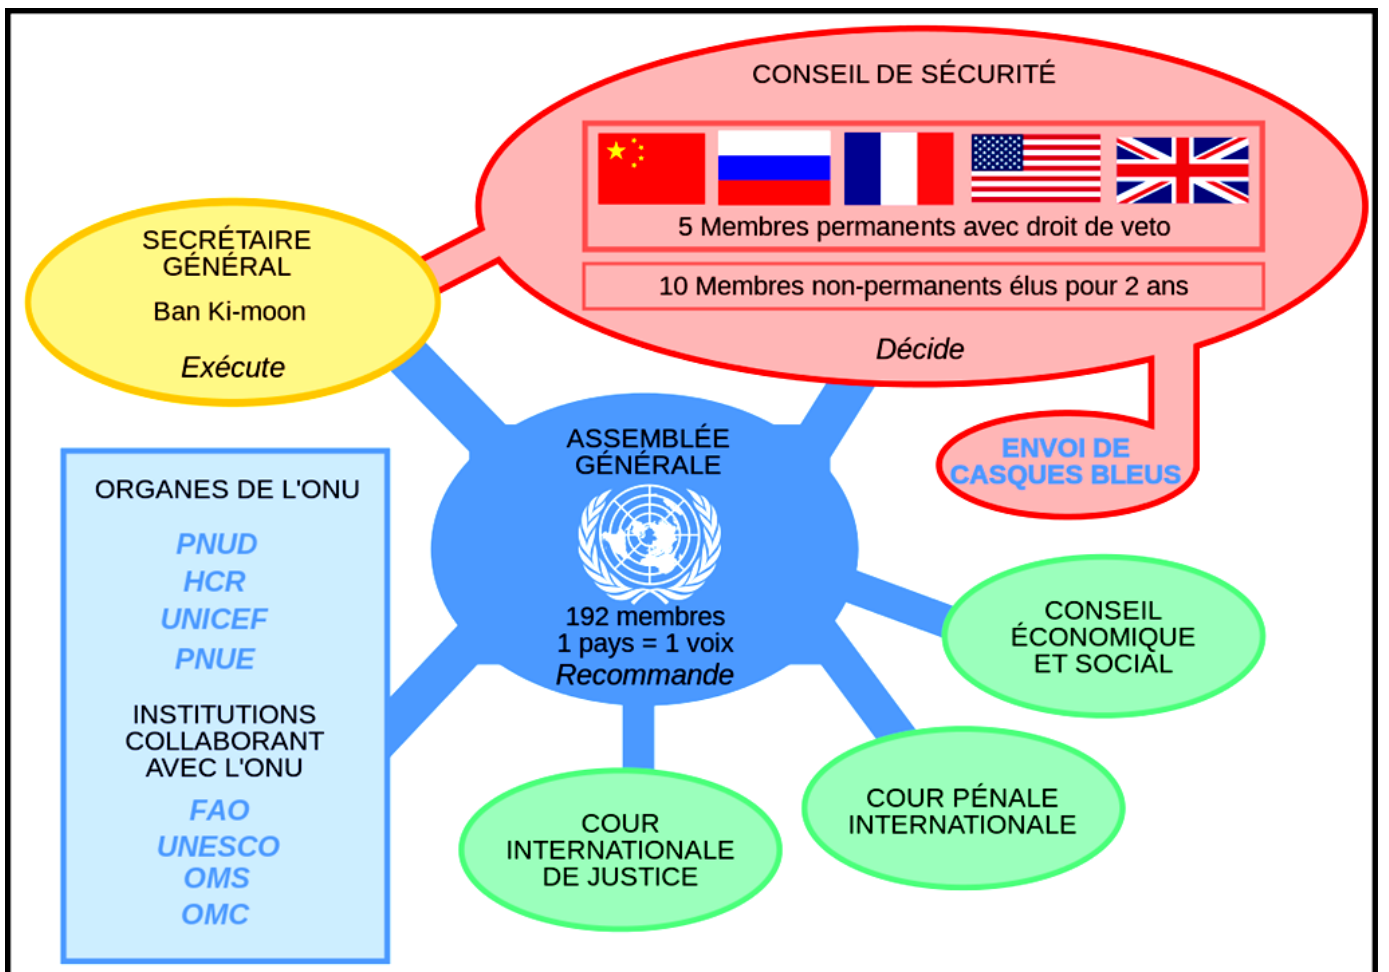 CONSEIL DE SÉCURITÉ
5 Membres permanents avec droit de veto
10 Membres non-permanents élus pour 2 ans
Décide
SECRÉTAIRE
GÉNÉRAL
Ban Ki-moon
Exécute
ENVOI DE
CASQUES BLEUS
ASSEMBLÉE
GÉNÉRALE
192 membres
1 pays = 1 voix
Recommande
ORGANES DE L'ONU
PNUD
HCR
UNICEF
PNUE
INSTITUTIONS
COLLABORANT
AVEC L'ONU
FAO
UNESCO
OMS
OMC
CONSEIL
ÉCONOMIQUE
ET SOCIAL
COUR PÉNALE
INTERNATIONALE
COUR
INTERNATIONALE
DE JUSTICE